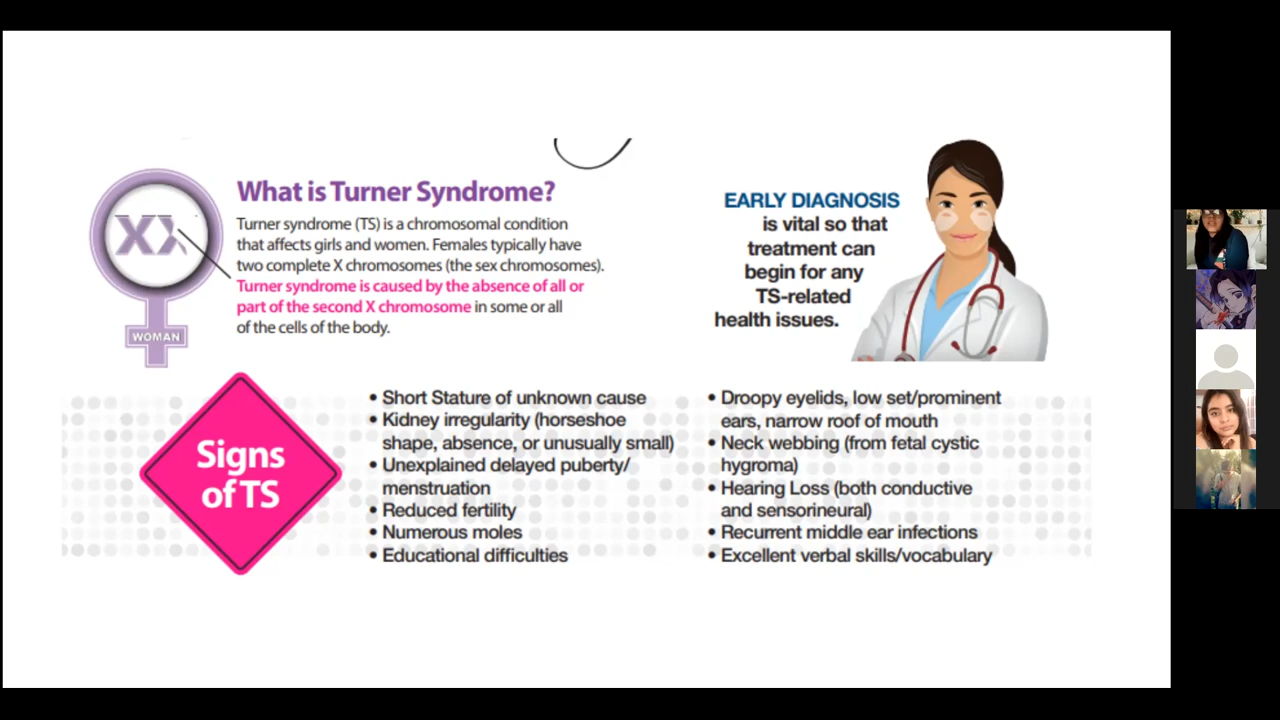 What is Turner Syndrome?
Turner syndrome (TS) is a chromosomal condition
that affects girls and women. Females typically have
two complete X chromosomes (the sex chromosomes).
Turner syndrome is caused by the absence of all or
part of the second X chromosome in some or all
of the cells of the body.
XX
WOMAN
EARLY DIAGNOSIS
is vital so that
treatment can
begin for any
TS-related
health issues.
Signs
of TS
• Short Stature of unknown cause
• Kidney irregularity (horseshoe
shape, absence, or unusually small)
• Unexplained delayed puberty/
menstruation
• Reduced fertility
• Numerous moles
• Educational difficulties
• Droopy eyelids, low set/prominent
ears, narrow roof of mouth
• Neck webbing (from fetal cystic
hygroma)
• Hearing Loss (both conductive
and sensorineural)
• Recurrent middle ear infections
• Excellent verbal skills/vocabulary